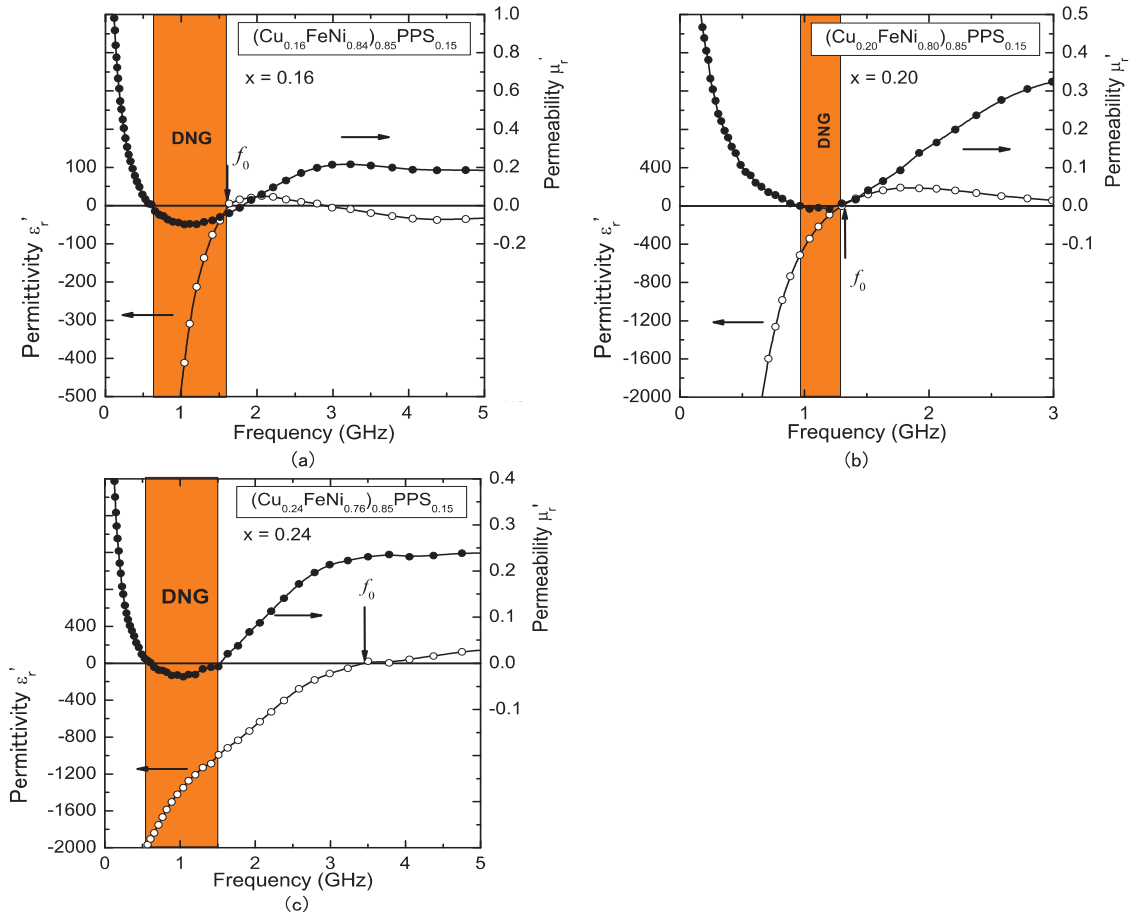 (Cu0.16FeNi0.84)0.85PPS0.15
x = 0.16
DNG
f0
1.0
0.8
0.6
0.4
0.2
0.0
-0.2
Permeability μr'
100
0
-100
-200
-300
-400
-500
Permittivity εr'
0 1 2 3 4 5
Frequency (GHz)
(a)
(Cu0.20FeNi0.80)0.85PPS0.15
x = 0.20
DNG
f0
0.5
0.4
0.3
0.2
0.1
0.0
-0.1
Permeability μr'
400
0
-400
-800
-1200
-1600
-2000
Permittivity εr'
0 1 2 3
Frequency (GHz)
(b)
(Cu0.24FeNi0.76)0.85PPS0.15
x = 0.24
DNG
f0
0.4
0.3
0.2
0.1
0.0
-0.1
Permeability μr'
400
0
-400
-800
-1200
-1600
-2000
Permittivity εr'
0 1 2 3 4 5
Frequency (GHz)
(c)